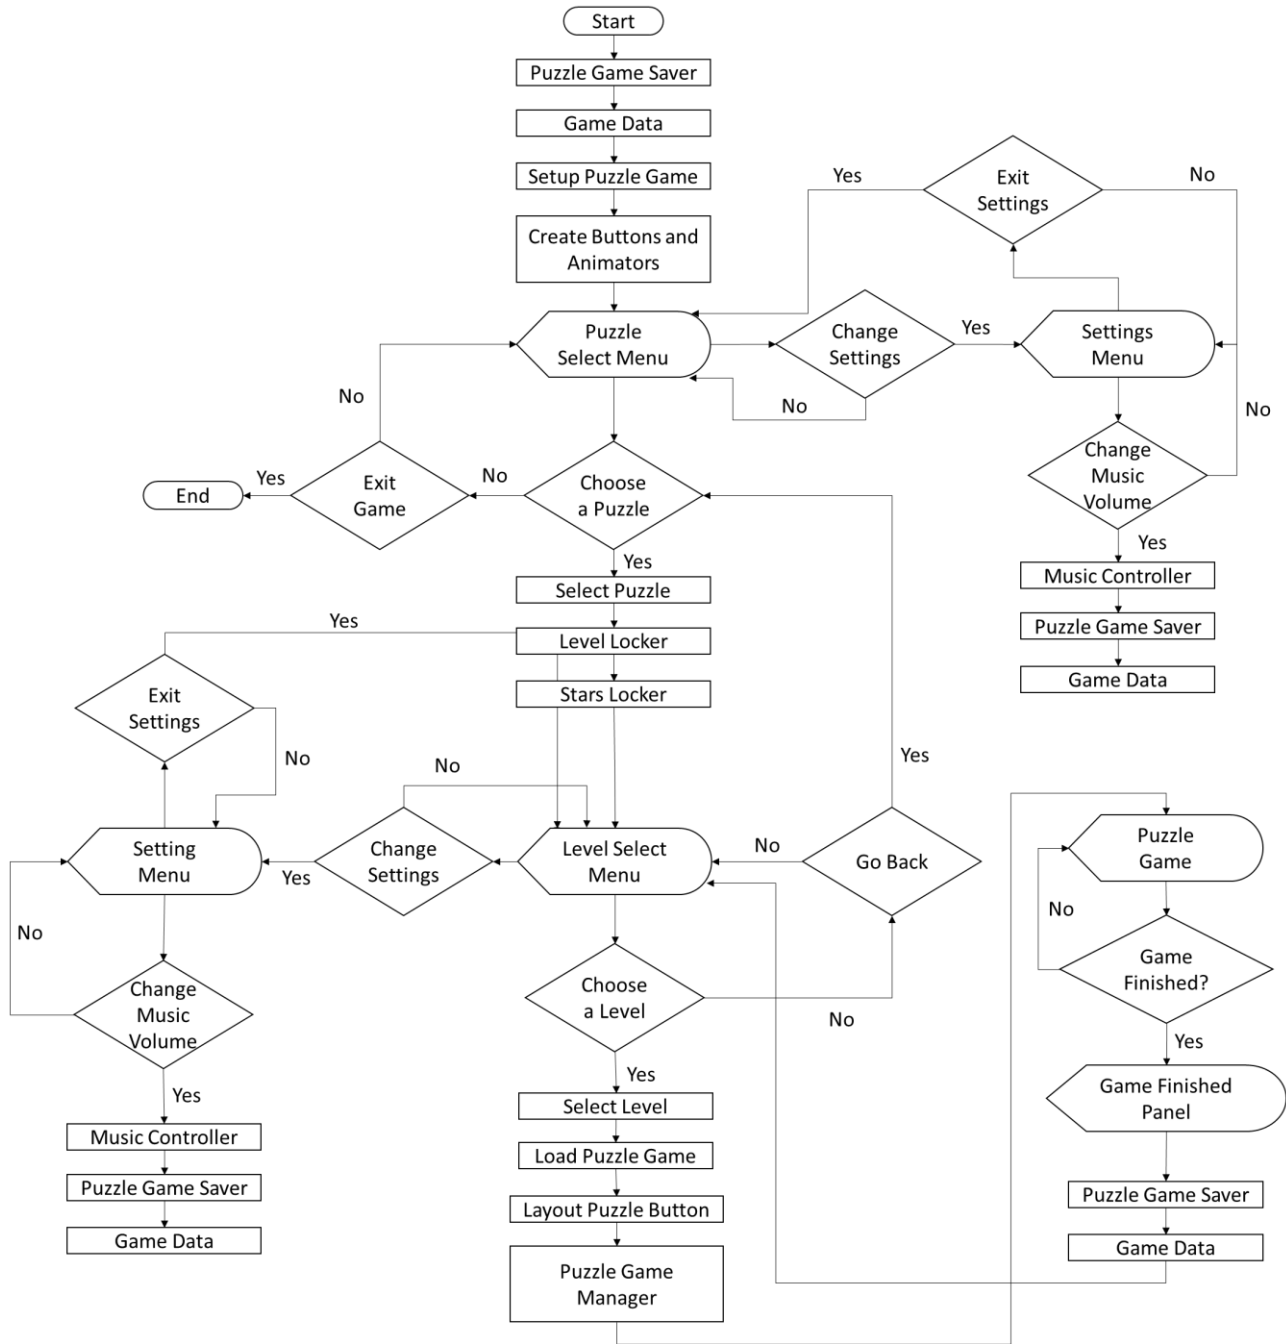 Start
Puzzle Game Saver
Game Data
Setup Puzzle Game
Create Buttons and
Animators
Yes
Exit
Settings
No
Puzzle
Select Menu
Change
Settings
Yes
Settings
Menu
No
No
No
Change
Music
Volume
End
Yes
Exit
Game
No
Choose
a Puzzle
Yes
Yes
Select Puzzle
Music Controller
Puzzle Game Saver
Game Data
Yes
Level Locker
Stars Locker
Exit
Settings
No
No
Yes
Setting
Menu
Yes
Change
Settings
Level Select
Menu
No
Go Back
Puzzle
Game
No
No
Game
Finished?
Change
Music
Volume
Choose
a Level
No
Yes
Yes
Yes
Game Finished
Panel
Select Level
Music Controller
Load Puzzle Game
Puzzle Game Saver
Layout Puzzle Button
Puzzle Game Saver
Game Data
Game Data
Puzzle Game
Manager